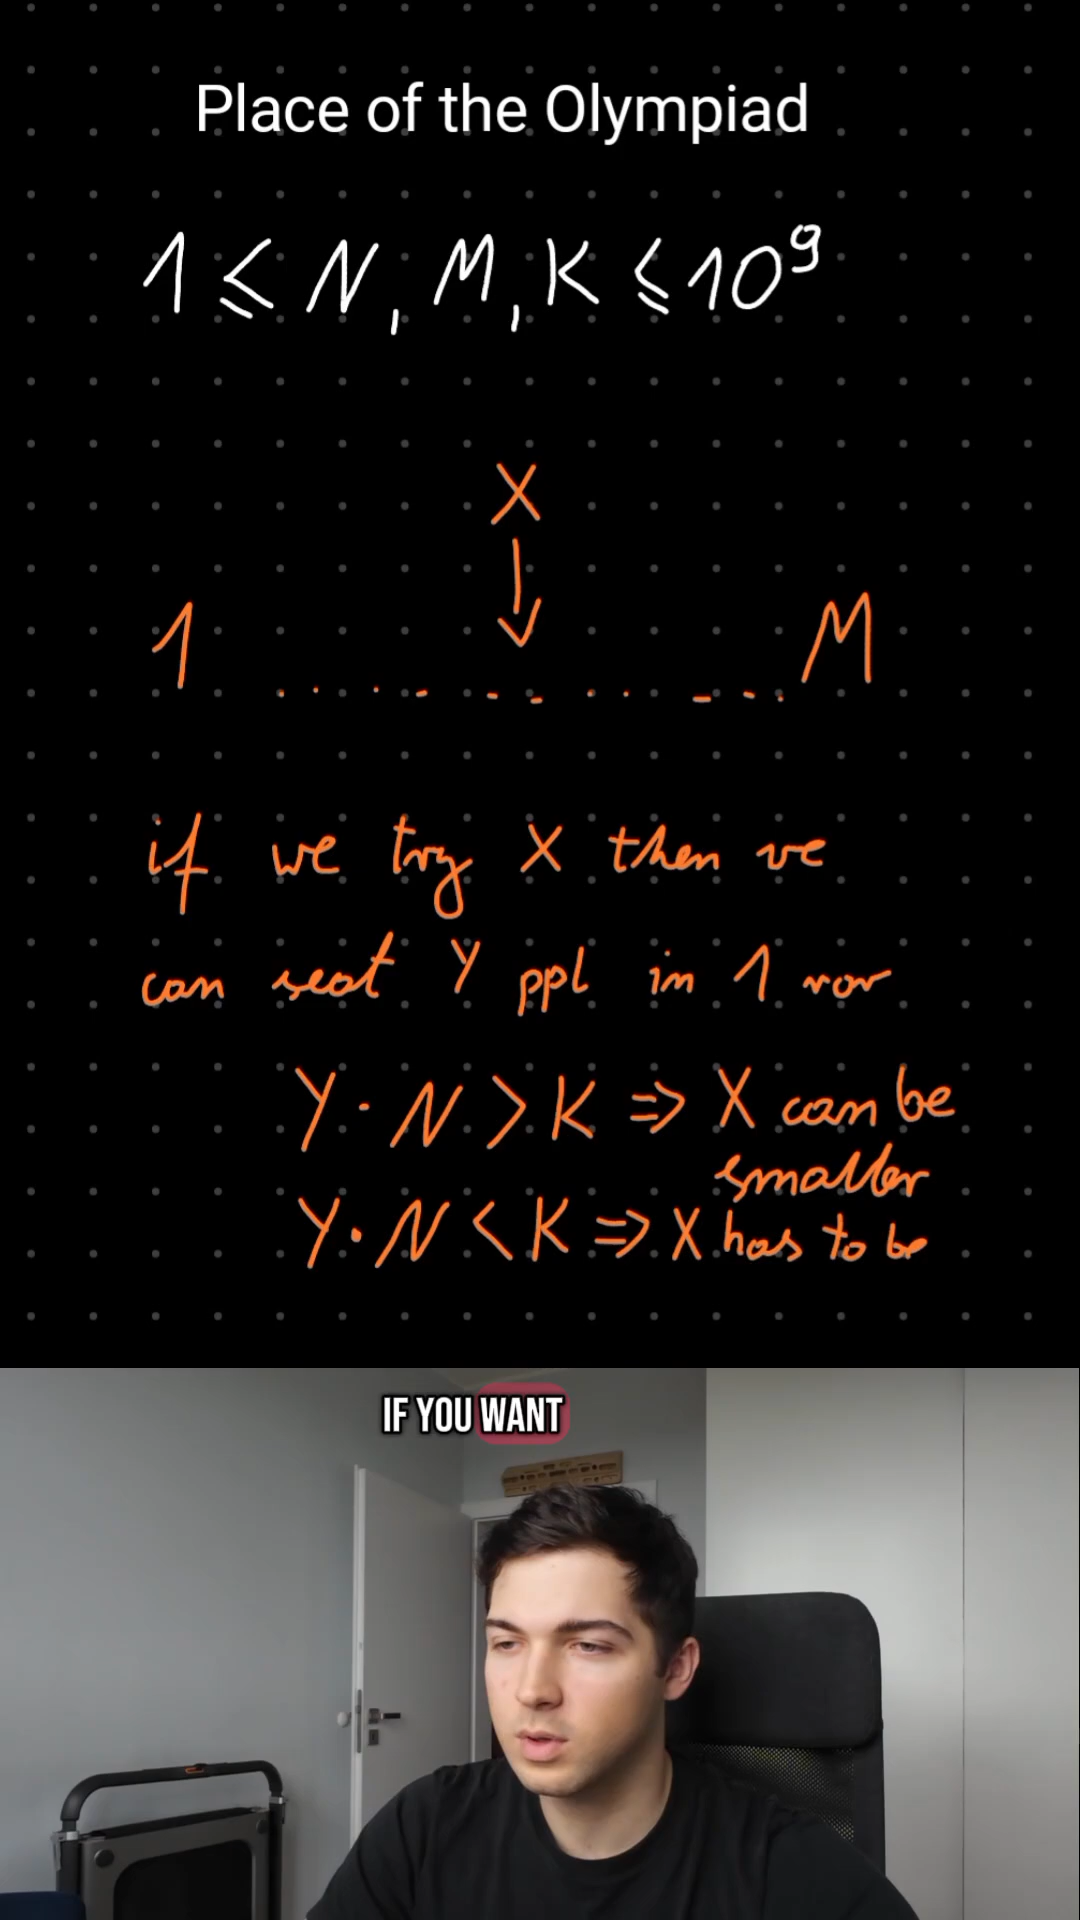 Place of the Olympiad
1 ≤ N, M, K ≤ 10⁹
X
1 M
if we try X then we
can seat Y ppl in 1 row
Y · N > K ⇒ X can be
smaller
Y · N < K ⇒ X has to be
IF YOU WANT